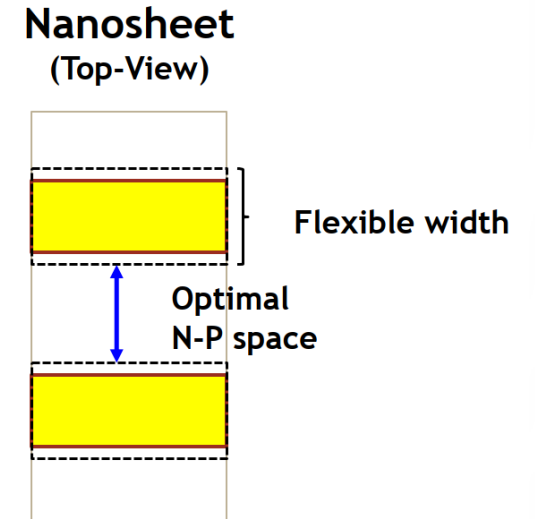 Nanosheet
(Top-View)
Flexible width
Optimal
N-P space